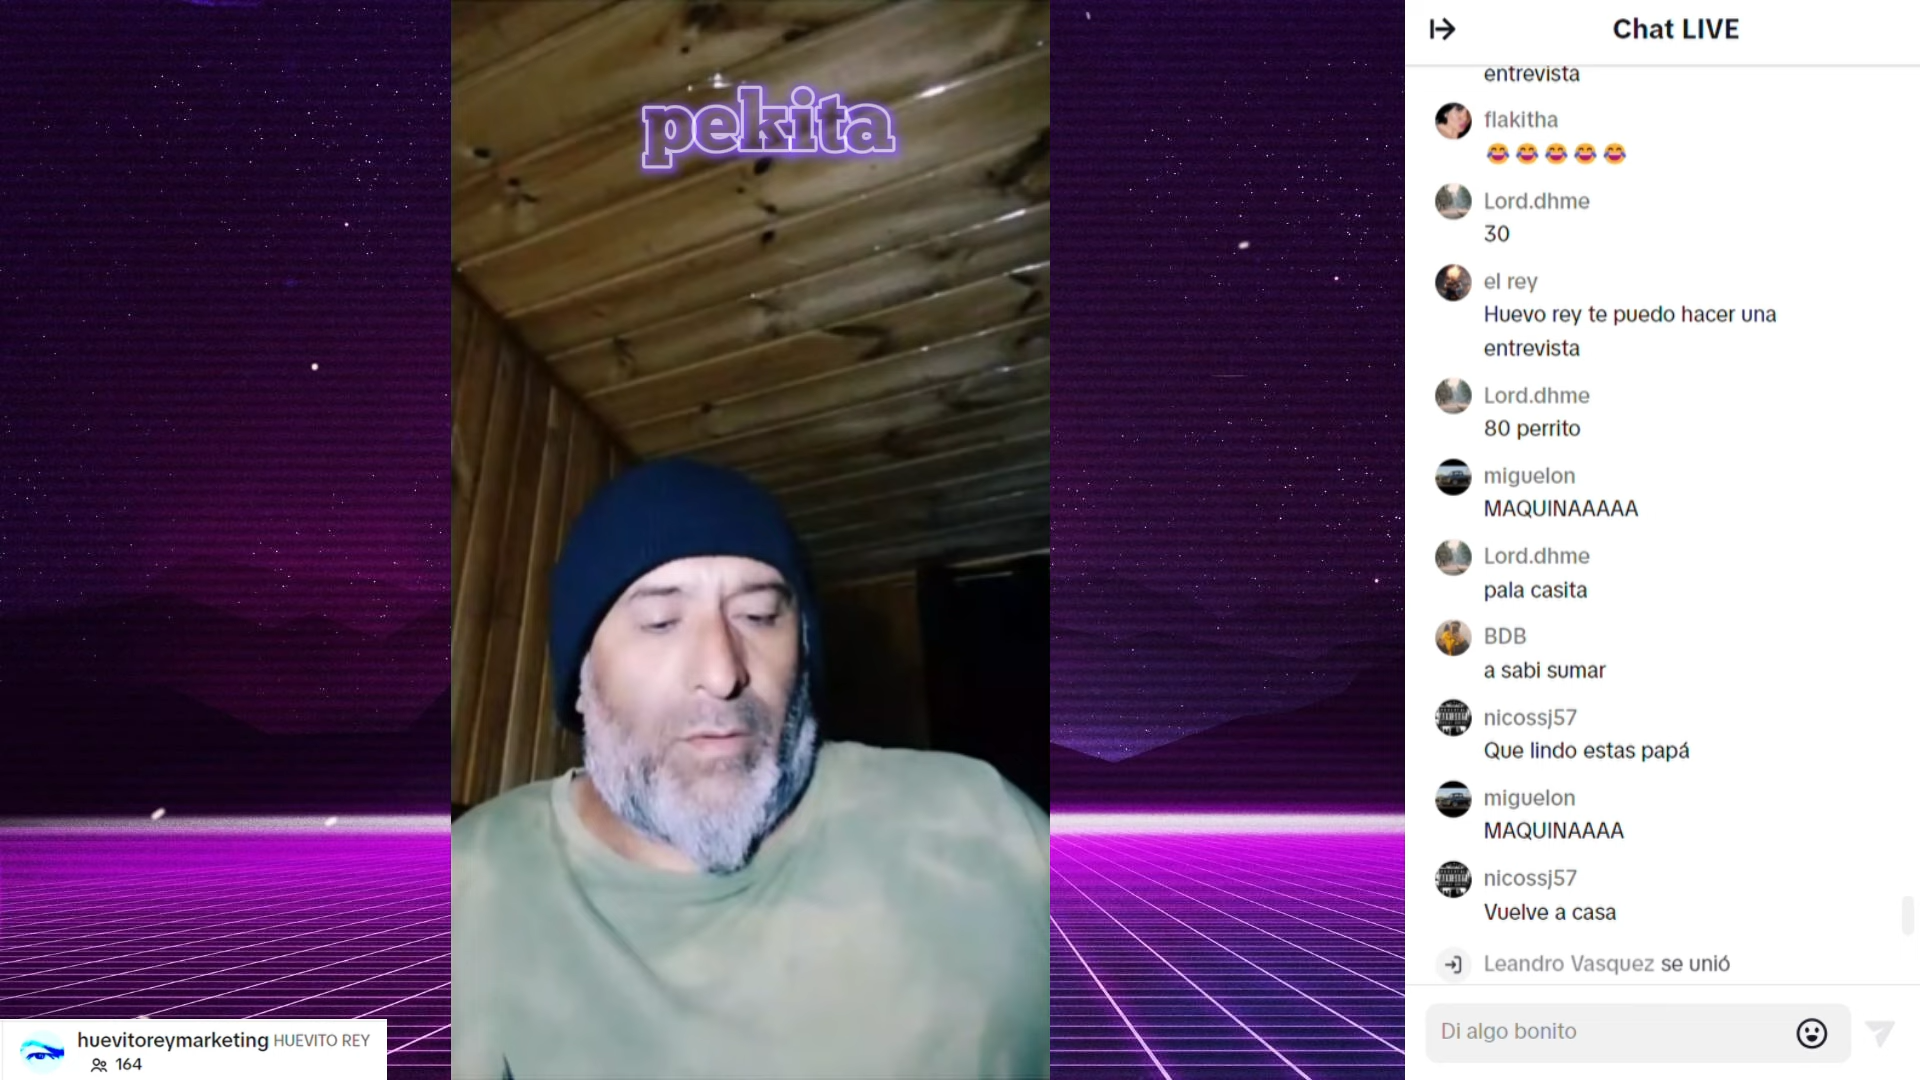 pekita
huevitoreymarketing HUEVITO REY
164
Chat LIVE
entrevista
flakitha
😂😂😂😂😂
Lord.dhme
30
el rey
Huevo rey te puedo hacer una
entrevista
Lord.dhme
80 perrito
miguelon
MAQUINAAAAA
Lord.dhme
pala casita
BDB
a sabi sumar
nicossj57
Que lindo estas papá
miguelon
MAQUINAAAA
nicossj57
Vuelve a casa
Leandro Vasquez se unió
Di algo bonito